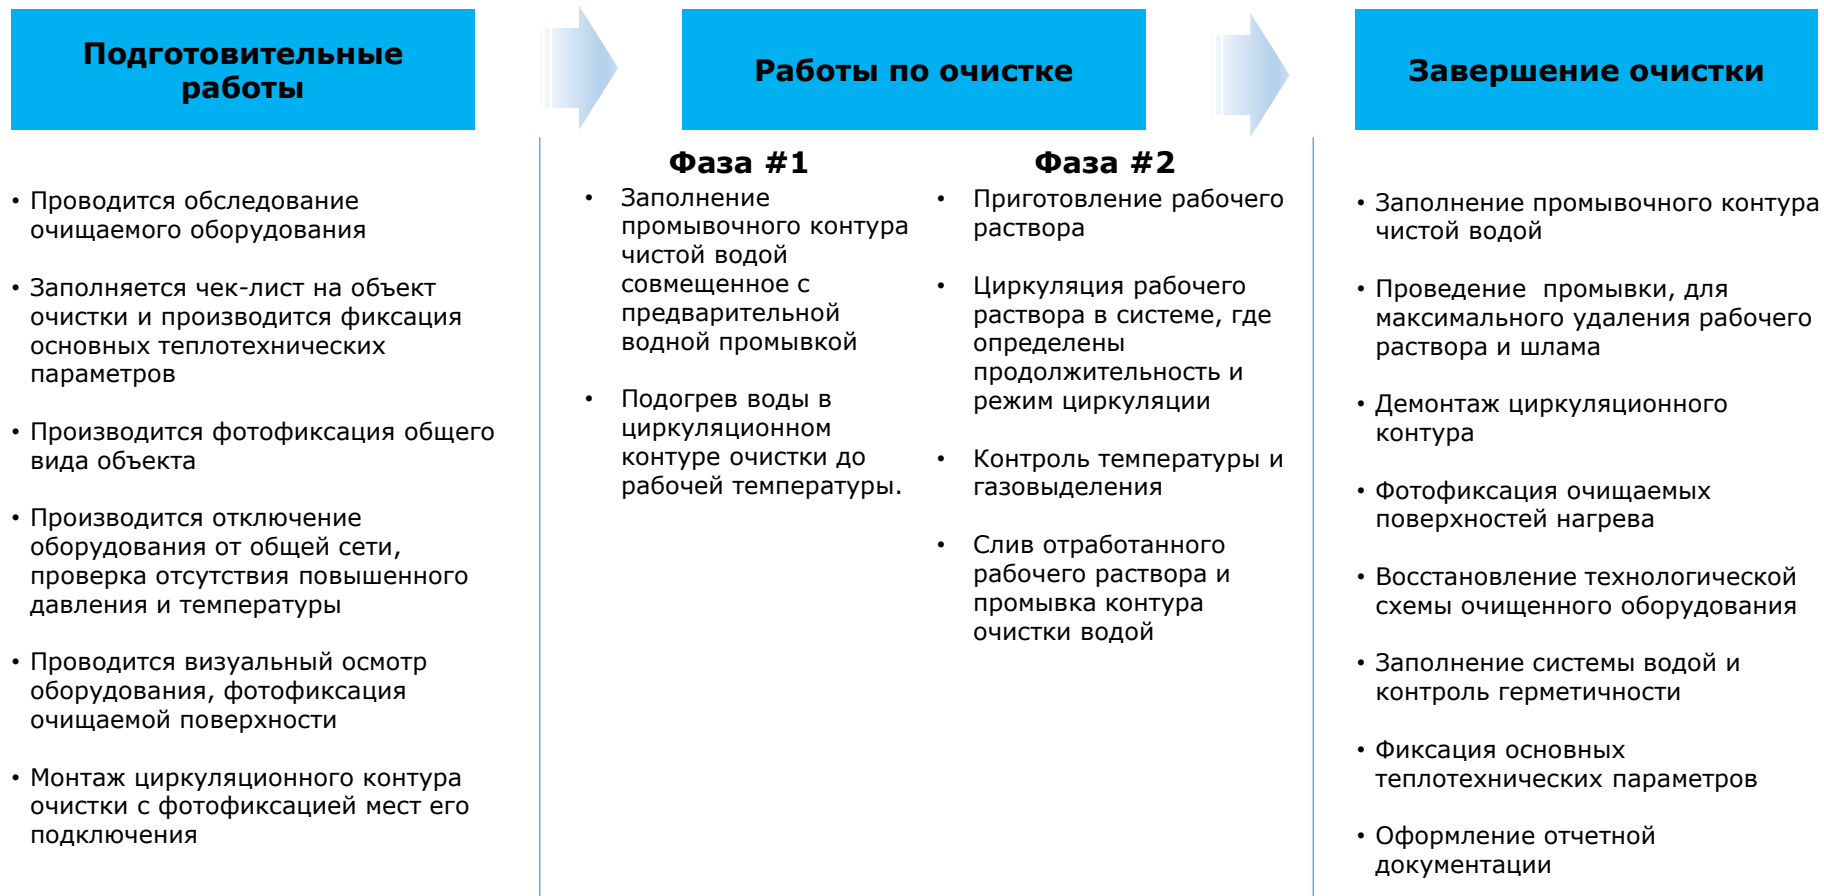 Подготовительные
работы
Работы по очистке
Завершение очистки
• Проводится обследование
очищаемого оборудования
• Заполняется чек-лист на объект
очистки и производится фиксация
основных теплотехнических
параметров
• Производится фотофиксация общего
вида объекта
• Производится отключение
оборудования от общей сети,
проверка отсутствия повышенного
давления и температуры
• Проводится визуальный осмотр
оборудования, фотофиксация
очищаемой поверхности
• Монтаж циркуляционного контура
очистки с фотофиксацией мест его
подключения
Фаза #1
• Заполнение
промывочного контура
чистой водой
совмещенное с
предварительной
водной промывкой
• Подогрев воды в
циркуляционном
контуре очистки до
рабочей температуры.
Фаза #2
• Приготовление рабочего
раствора
• Циркуляция рабочего
раствора в системе, где
определены
продолжительность и
режим циркуляции
• Контроль температуры и
газовыделения
• Слив отработанного
рабочего раствора и
промывка контура
очистки водой
• Заполнение промывочного контура
чистой водой
• Проведение  промывки, для
максимального удаления рабочего
раствора и шлама
• Демонтаж циркуляционного
контура
• Фотофиксация очищаемых
поверхностей нагрева
• Восстановление технологической
схемы очищенного оборудования
• Заполнение системы водой и
контроль герметичности
• Фиксация основных
теплотехнических параметров
• Оформление отчетной
документации